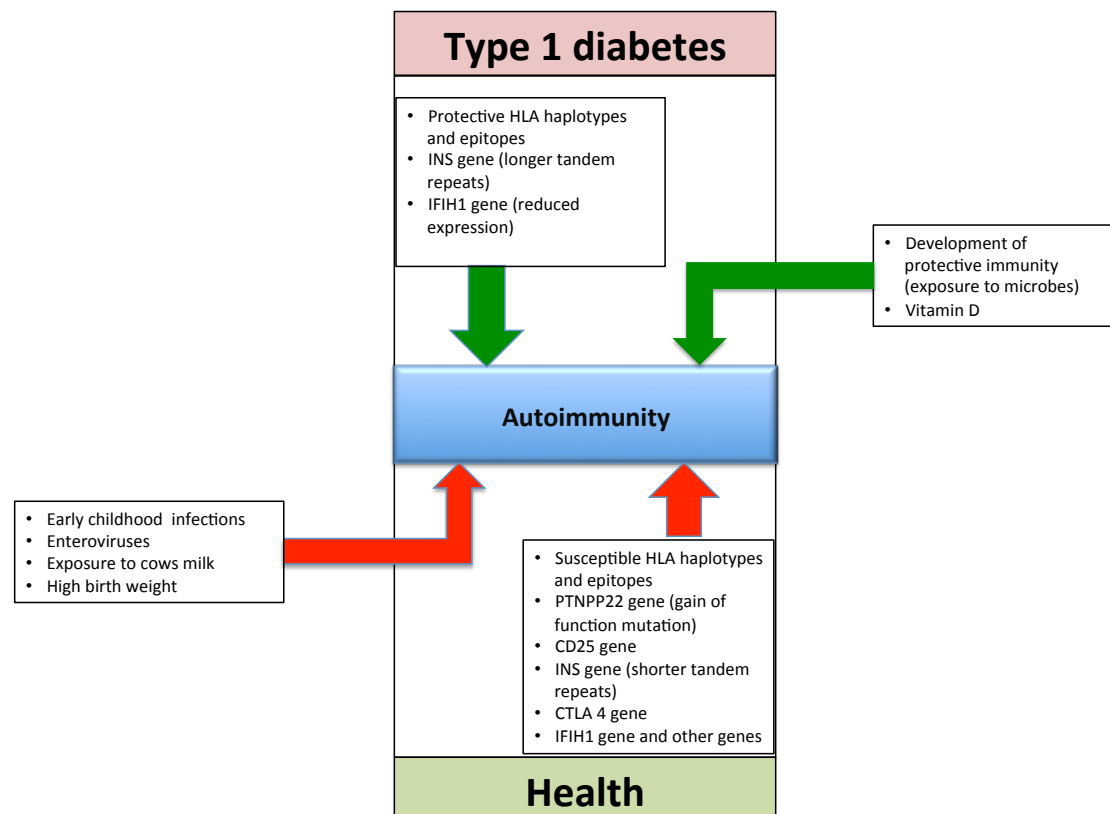 Type 1 diabetes
• Protective HLA haplotypes
and epitopes
• INS gene (longer tandem
repeats)
• IFIH1 gene (reduced
expression)
• Development of
protective immunity
(exposure to microbes)
• Vitamin D
Autoimmunity
• Early childhood infections
• Enteroviruses
• Exposure to cows milk
• High birth weight
• Susceptible HLA haplotypes
and epitopes
• PTNPP22 gene (gain of
function mutation)
• CD25 gene
• INS gene (shorter tandem
repeats)
• CTLA 4 gene
• IFIH1 gene and other genes
Health